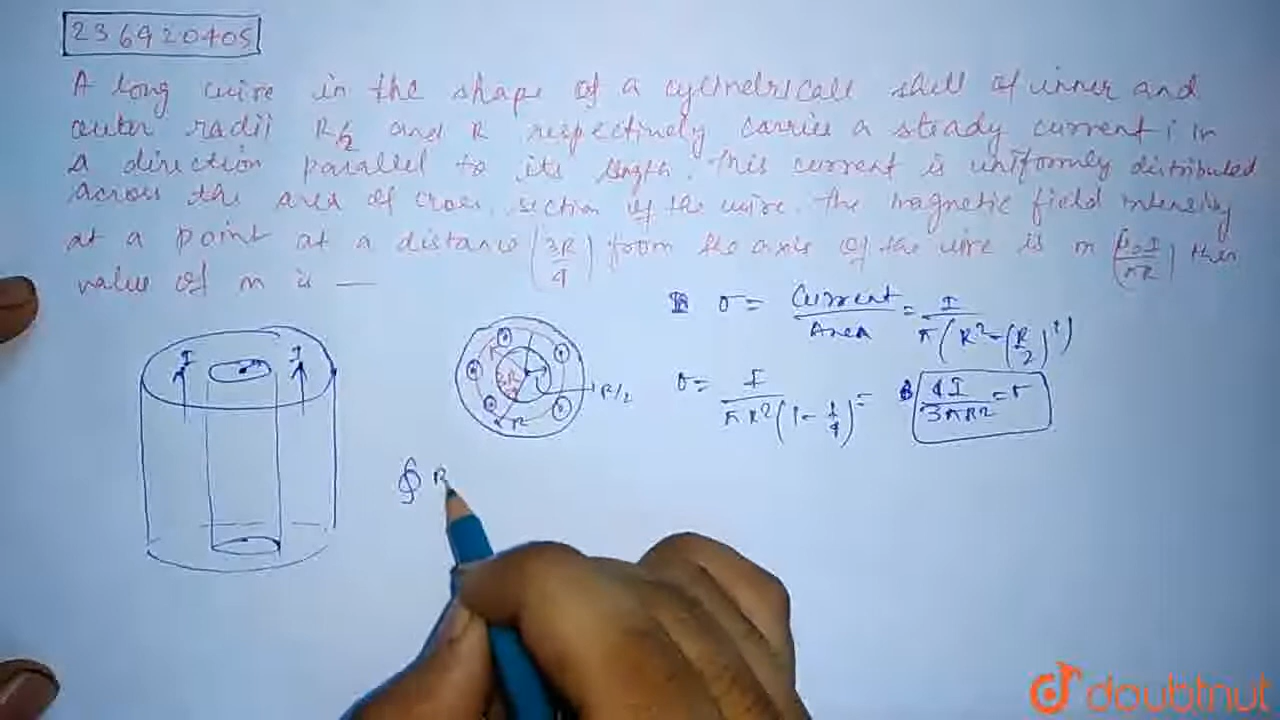 236920405
A long wire in the shape of a cylindericall shell of inner and
outer radii R/2 and R respectively carries a steady current i in
a direction parallel to its length. This current is uniformly distributed
across the area of cross. section of the wire. The magnetic field intensity
at a point at a distance (3R/4) from the axis of the wire is m (μ0I/πR) then
value of m is —
σ = Current/Area = I/π(R²-(R/2)²)
I I
R/2
R
σ = I/πR²(1-1/4) = 4I/3πR² = σ
∮ B
doubtnut